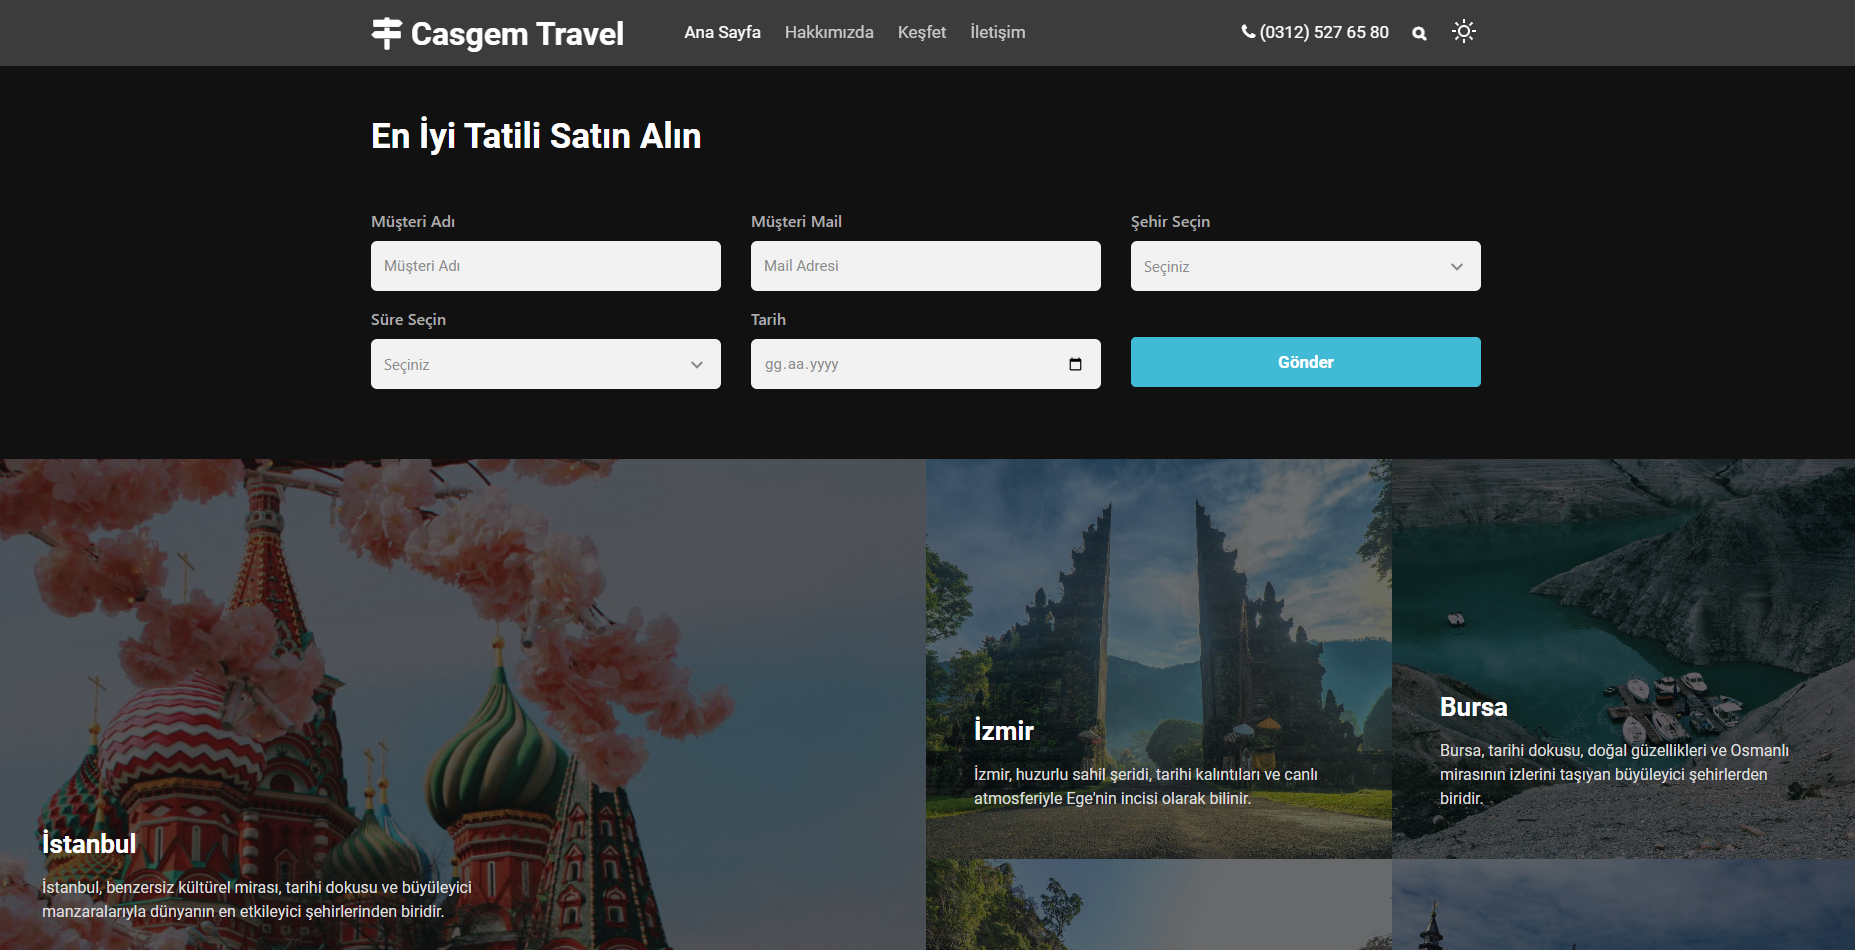 Casgem Travel
Ana Sayfa
Hakkımızda
Keşfet
İletişim
(0312) 527 65 80
En İyi Tatili Satın Alın
Müşteri Adı
Müşteri Mail
Şehir Seçin
Müşteri Adı
Mail Adresi
Seçiniz
Süre Seçin
Tarih
Seçiniz
gg.aa.yyyy
Gönder
İzmir
İzmir, huzurlu sahil şeridi, tarihi kalıntıları ve canlı
atmosferiyle Ege'nin incisi olarak bilinir.
Bursa
Bursa, tarihi dokusu, doğal güzellikleri ve Osmanlı
mirasının izlerini taşıyan büyüleyici şehirlerden
biridir.
İstanbul
İstanbul, benzersiz kültürel mirası, tarihi dokusu ve büyüleyici
manzaralarıyla dünyanın en etkileyici şehirlerinden biridir.